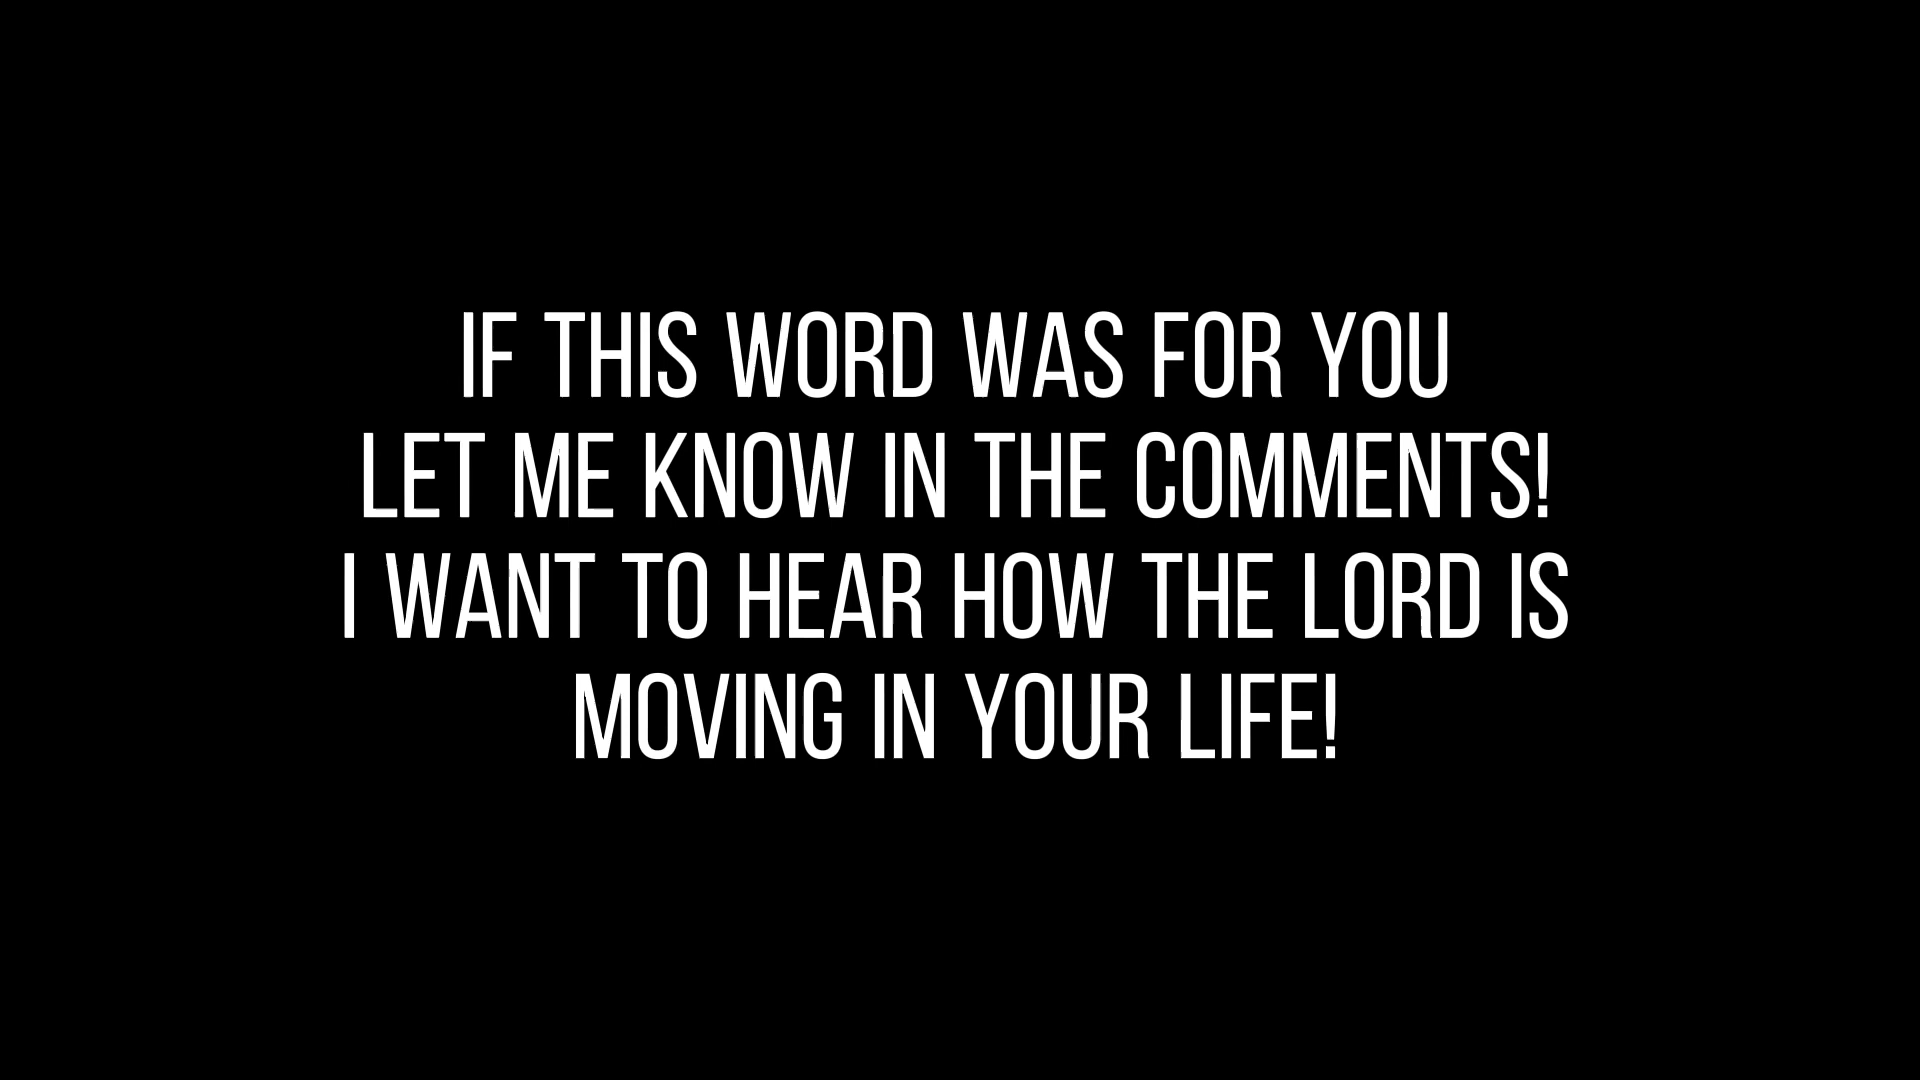 IF THIS WORD WAS FOR YOU
LET ME KNOW IN THE COMMENTS!
I WANT TO HEAR HOW THE LORD IS
MOVING IN YOUR LIFE!